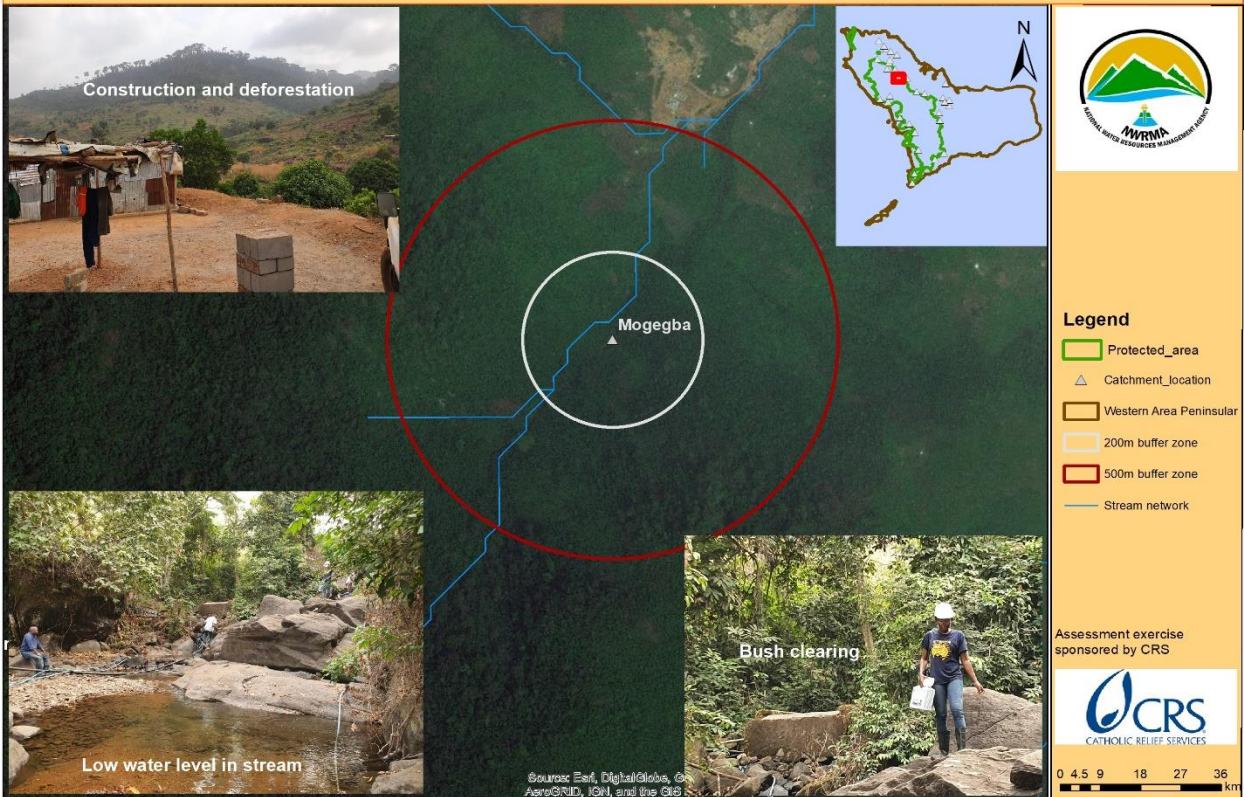 Construction and deforestation
Mogegba
Low water level in stream
Bush clearing
Source: Esri, DigitalGlobe, G
AeroGRID, IGN, and the GIS
N
NATIONAL WATER RESOURCES MANAGEMENT AGENCY
NWRMA
Legend
Protected_area
Catchment_location
Western Area Peninsular
200m buffer zone
500m buffer zone
Stream network
Assessment exercise
sponsored by CRS
CRS
CATHOLIC RELIEF SERVICES
0 4.5 9 18 27 36
km